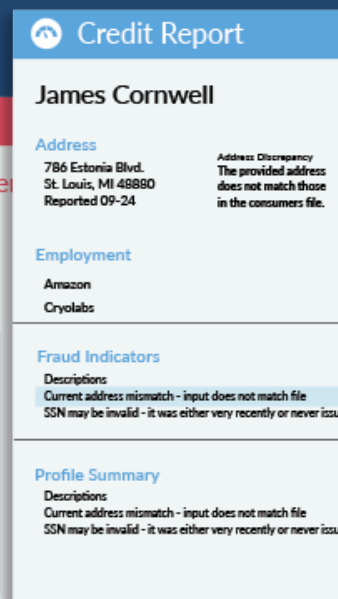 Credit Report
James Cornwell
Address
786 Estonia Blvd.
St. Louis, MI 48880
Reported 09-24
Address Discrepancy
The provided address
does not match those
in the consumers file.
Employment
Amazon
Cryolabs
Fraud Indicators
Descriptions
Current address mismatch - input does not match file
SSN may be invalid - it was either very recently or never issu
Profile Summary
Descriptions
Current address mismatch - input does not match file
SSN may be invalid - it was either very recently or never issu